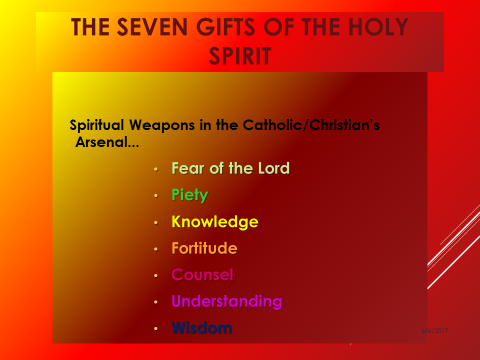 THE SEVEN GIFTS OF THE HOLY
SPIRIT
Spiritual Weapons in the Catholic/Christian's
Arsenal...
• Fear of the Lord
• Piety
• Knowledge
• Fortitude
• Counsel
• Understanding
• Wisdom